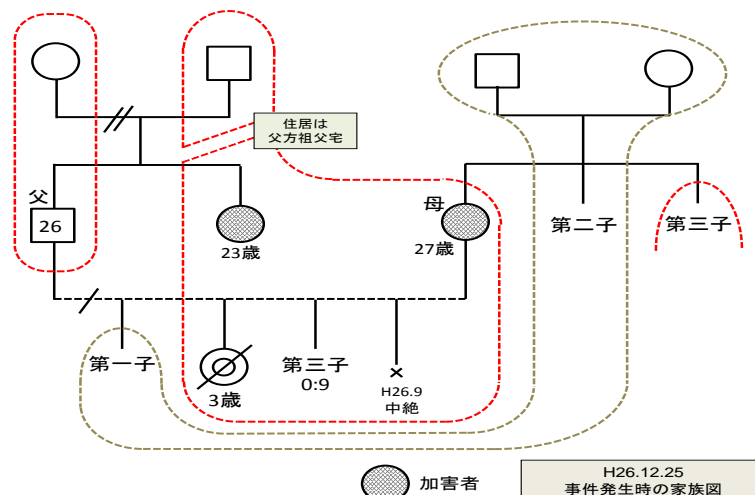 住居は
父方祖父宅
父
26
23歳
母
27歳
第二子
第三子
第一子
3歳
第三子
0:9
×
H26.9
中絶
加害者
H26.12.25
事件発生時の家族図